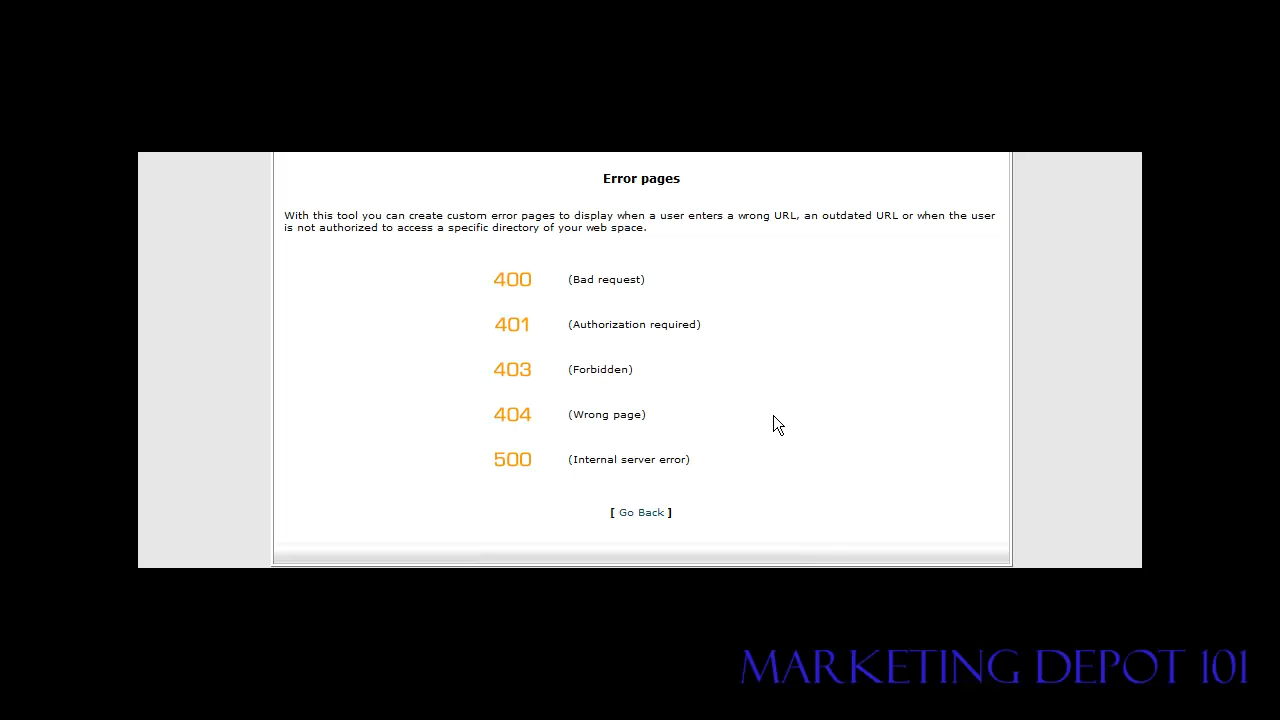 Error pages
With this tool you can create custom error pages to display when a user enters a wrong URL, an outdated URL or when the user
is not authorized to access a specific directory of your web space.
400 (Bad request)
401 (Authorization required)
403 (Forbidden)
404 (Wrong page)
500 (Internal server error)
[ Go Back ]
MARKETING DEPOT 101